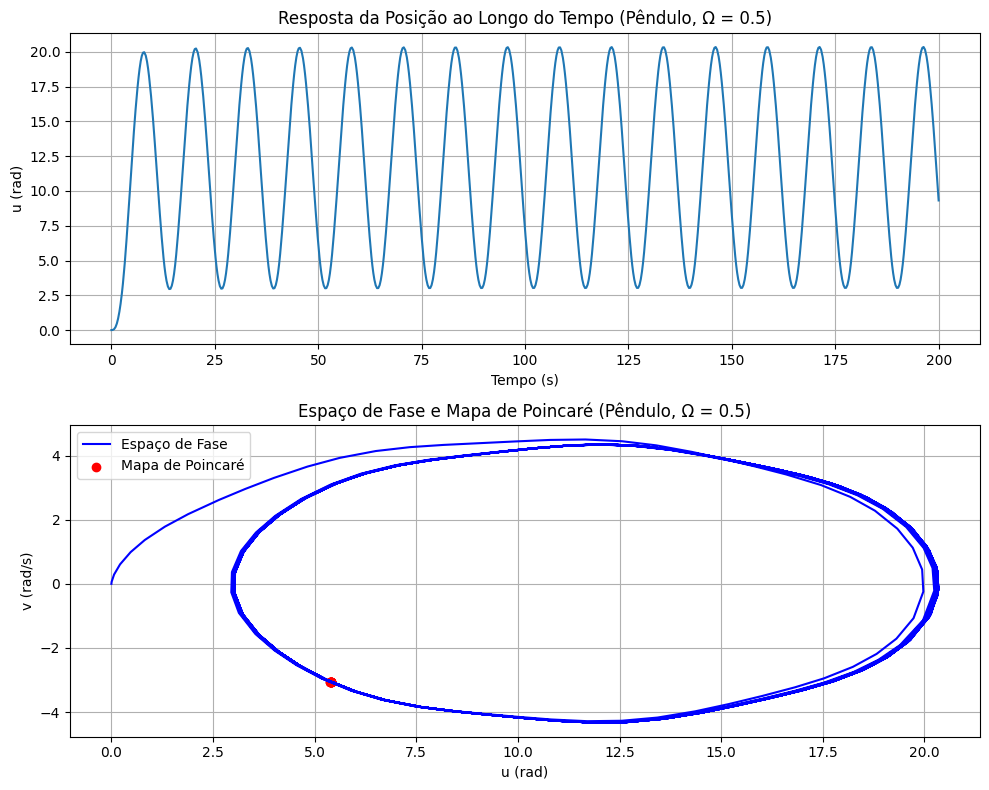 Resposta da Posição ao Longo do Tempo (Pêndulo, Ω = 0.5)
20.0
17.5
15.0
12.5
10.0
7.5
5.0
2.5
0.0
u (rad)
0 25 50 75 100 125 150 175 200
Tempo (s)
Espaço de Fase e Mapa de Poincaré (Pêndulo, Ω = 0.5)
Espaço de Fase
Mapa de Poincaré
4
2
0
−2
−4
v (rad/s)
0.0 2.5 5.0 7.5 10.0 12.5 15.0 17.5 20.0
u (rad)